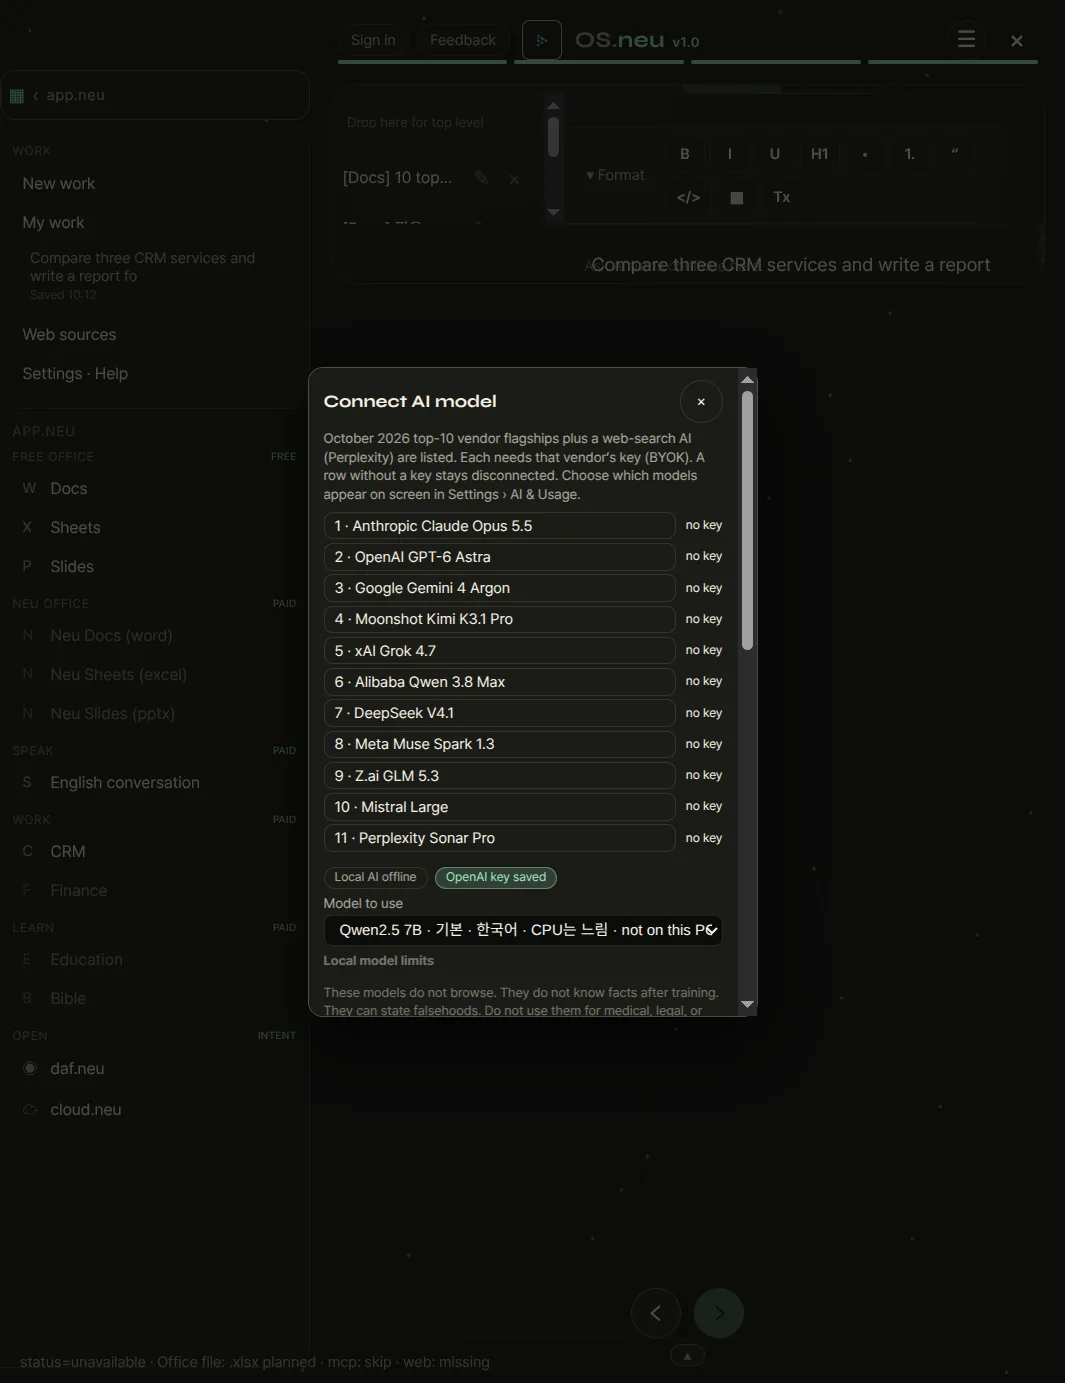 Sign in
Feedback
OS.neu v1.0
‹ app.neu
WORK
New work
My work
Compare three CRM services and
write a report fo
Saved 10:12
Web sources
Settings · Help
APP.NEU
FREE OFFICE FREE
W Docs
X Sheets
P Slides
NEU OFFICE PAID
N Neu Docs (word)
N Neu Sheets (excel)
N Neu Slides (pptx)
SPEAK PAID
S English conversation
WORK PAID
C CRM
F Finance
LEARN PAID
E Education
B Bible
OPEN INTENT
daf.neu
cloud.neu
Drop here for top level
[Docs] 10 top...
▾ Format
B I U H1 • 1. “
</> ▦ Tx
Compare three CRM services and write a report
Connect AI model
×
October 2026 top-10 vendor flagships plus a web-search AI
(Perplexity) are listed. Each needs that vendor's key (BYOK). A
row without a key stays disconnected. Choose which models
appear on screen in Settings › AI & Usage.
1 · Anthropic Claude Opus 5.5 no key
2 · OpenAI GPT-6 Astra no key
3 · Google Gemini 4 Argon no key
4 · Moonshot Kimi K3.1 Pro no key
5 · xAI Grok 4.7 no key
6 · Alibaba Qwen 3.8 Max no key
7 · DeepSeek V4.1 no key
8 · Meta Muse Spark 1.3 no key
9 · Z.ai GLM 5.3 no key
10 · Mistral Large no key
11 · Perplexity Sonar Pro no key
Local AI offline
OpenAI key saved
Model to use
Qwen2.5 7B · 기본 · 한국어 · CPU는 느림 · not on this PC
Local model limits
These models do not browse. They do not know facts after training.
They can state falsehoods. Do not use them for medical, legal, or
status=unavailable · Office file: .xlsx planned · mcp: skip · web: missing